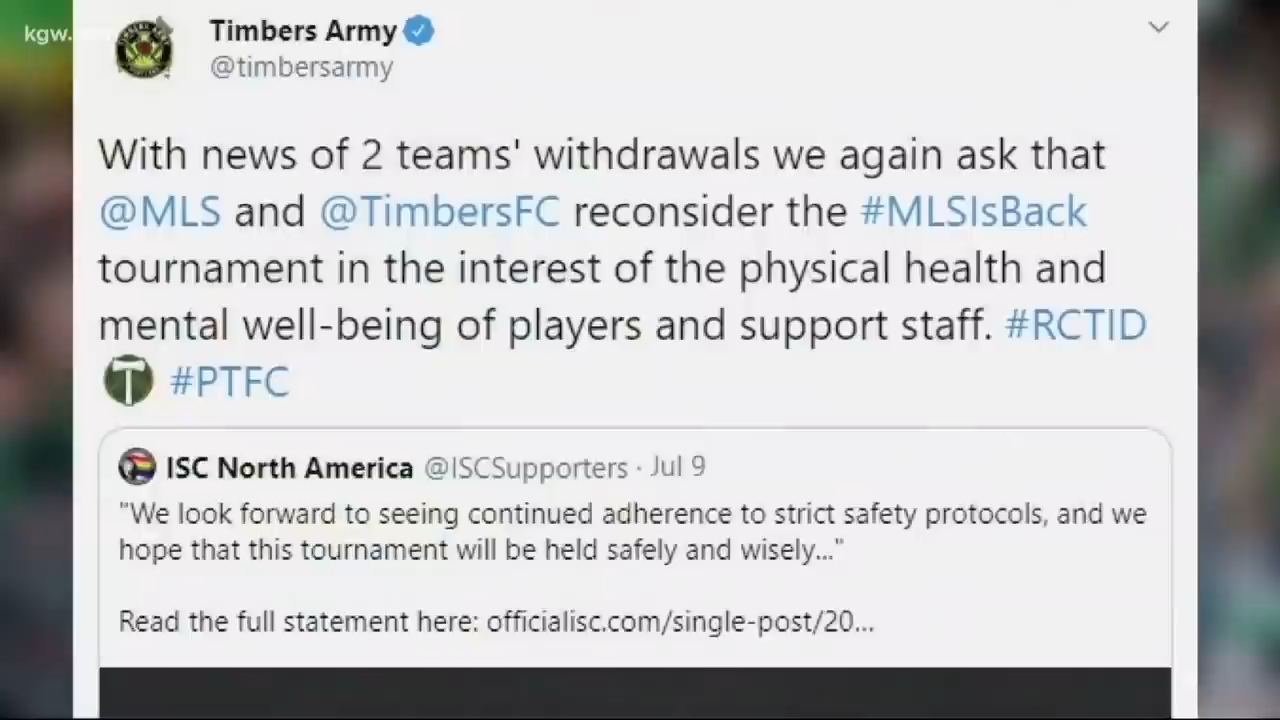 kgw.
Timbers Army
@timbersarmy
With news of 2 teams' withdrawals we again ask that
@MLS and @TimbersFC reconsider the #MLSIsBack
tournament in the interest of the physical health and
mental well-being of players and support staff. #RCTID
#PTFC
ISC North America @ISCSupporters · Jul 9
"We look forward to seeing continued adherence to strict safety protocols, and we
hope that this tournament will be held safely and wisely..."
Read the full statement here: officialisc.com/single-post/20...